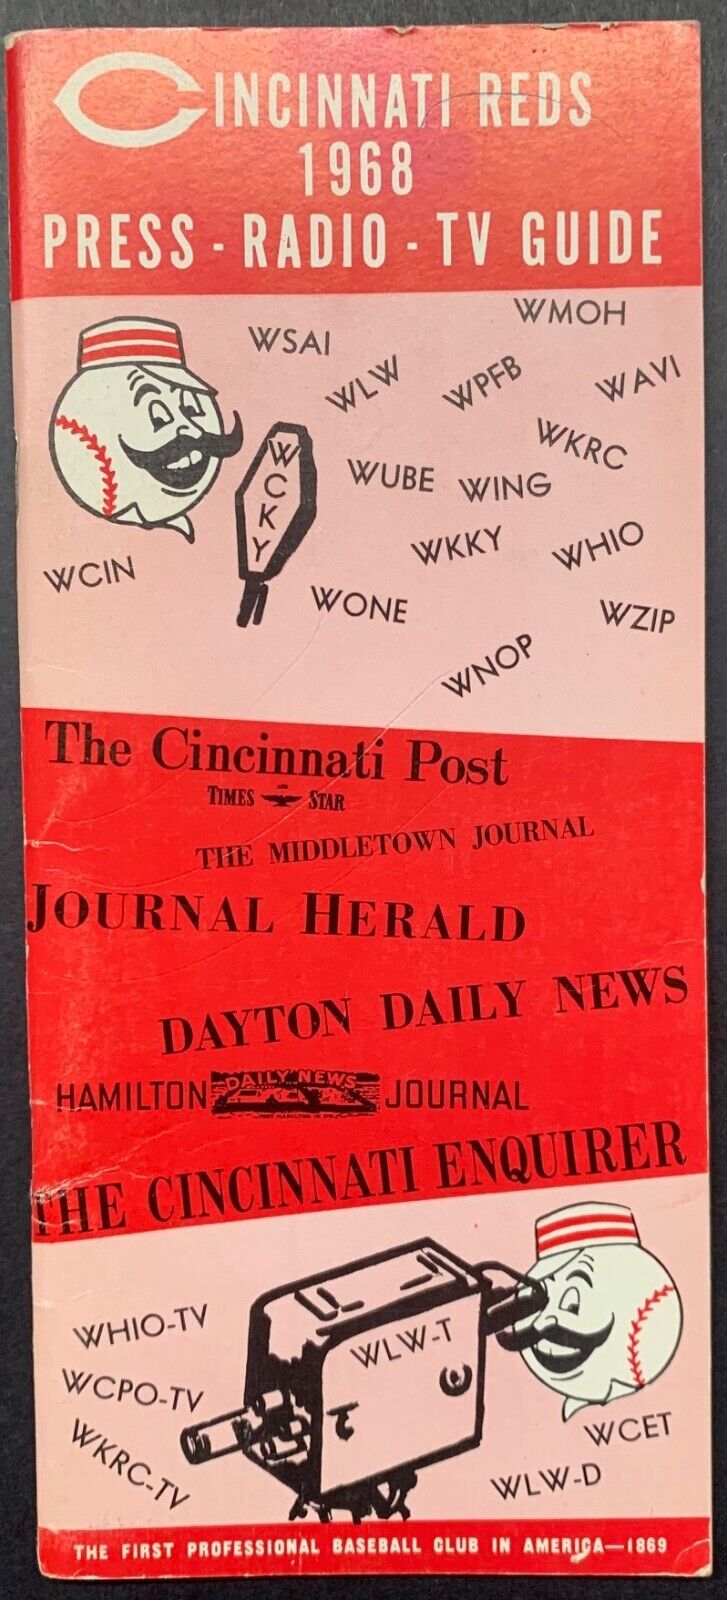 CINCINNATI REDS
1968
PRESS - RADIO - TV GUIDE
WMOH
WSAI
WLW
WPFB
WAVI
WKRC
WCKY
WUBE
WING
WKKY
WHIO
WCIN
WONE
WZIP
WNOP
The Cincinnati Post
TIMES AND STAR
THE MIDDLETOWN JOURNAL
JOURNAL HERALD
DAYTON DAILY NEWS
HAMILTON DAILY NEWS JOURNAL
THE CINCINNATI ENQUIRER
WHIO-TV
WLW-T
WCPO-TV
2
WKRC-TV
WCET
WLW-D
THE FIRST PROFESSIONAL BASEBALL CLUB IN AMERICA—1869